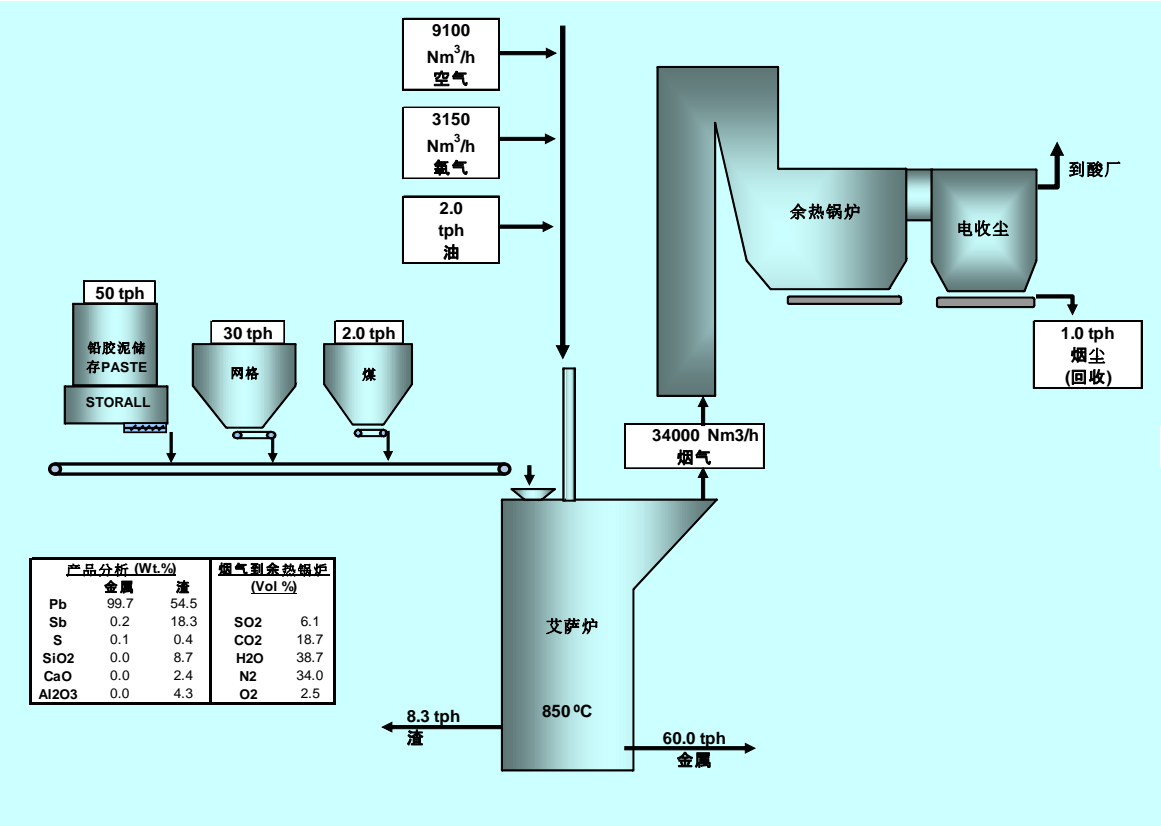 9100
Nm³/h
空气
3150
Nm³/h
氧气
2.0
tph
油
到酸厂
余热锅炉
电收尘
50 tph
铅胶泥储
存PASTE
STORALL
30 tph
网格
2.0 tph
煤
1.0 tph
烟尘
(回收)
34000 Nm3/h
烟气
产品分析 (Wt.%)
金属 渣
Pb 99.7 54.5
Sb 0.2 18.3
S 0.1 0.4
SiO2 0.0 8.7
CaO 0.0 2.4
Al2O3 0.0 4.3
烟气到余热锅炉
(Vol %)
SO2 6.1
CO2 18.7
H2O 38.7
N2 34.0
O2 2.5
艾萨炉
850 ºC
8.3 tph
渣
60.0 tph
金属